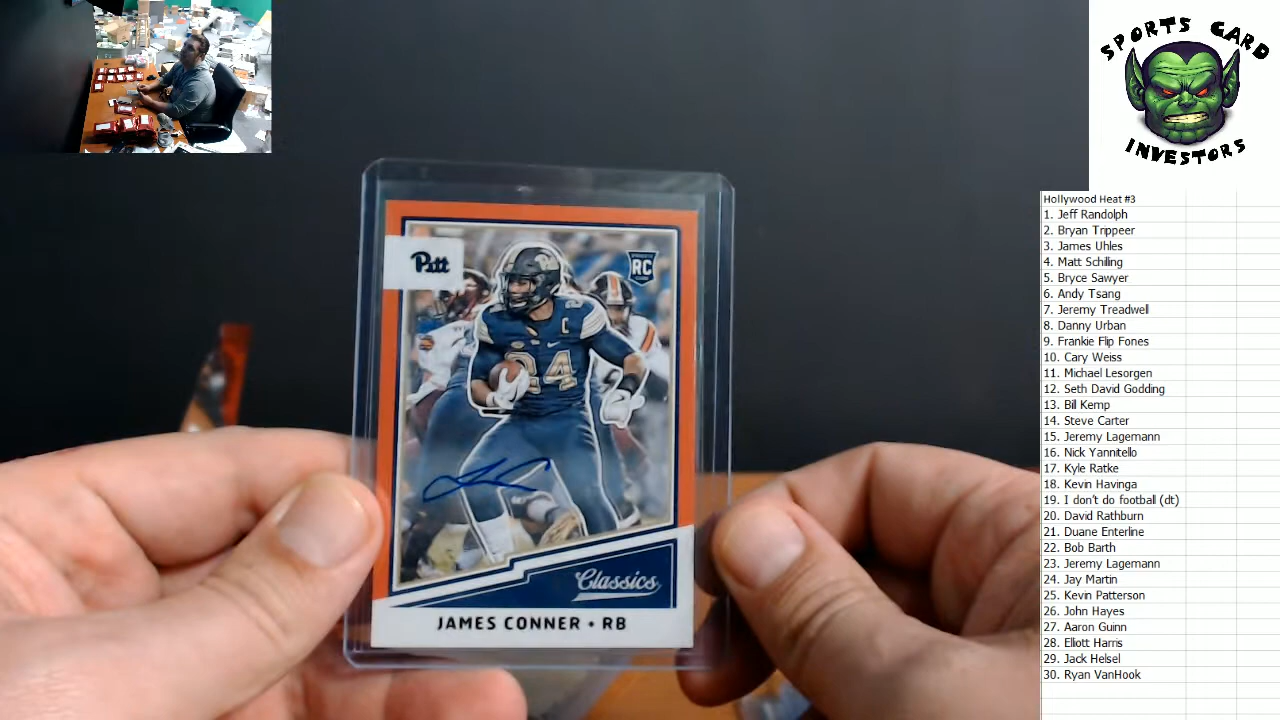 SPORTS CARD
INVESTORS
Pitt
RC
24
C
Classics
JAMES CONNER • RB
Hollywood Heat #3
1. Jeff Randolph
2. Bryan Trippeer
3. James Uhles
4. Matt Schiling
5. Bryce Sawyer
6. Andy Tsang
7. Jeremy Treadwell
8. Danny Urban
9. Frankie Flip Fones
10. Cary Weiss
11. Michael Lesorgen
12. Seth David Godding
13. Bill Kemp
14. Steve Carter
15. Jeremy Lagemann
16. Nick Yannitello
17. Kyle Ratke
18. Kevin Havinga
19. I don't do football (dt)
20. David Rathburn
21. Duane Enterline
22. Bob Barth
23. Jeremy Lagemann
24. Jay Martin
25. Kevin Patterson
26. John Hayes
27. Aaron Guinn
28. Eliott Harris
29. Jack Helsel
30. Ryan VanHook